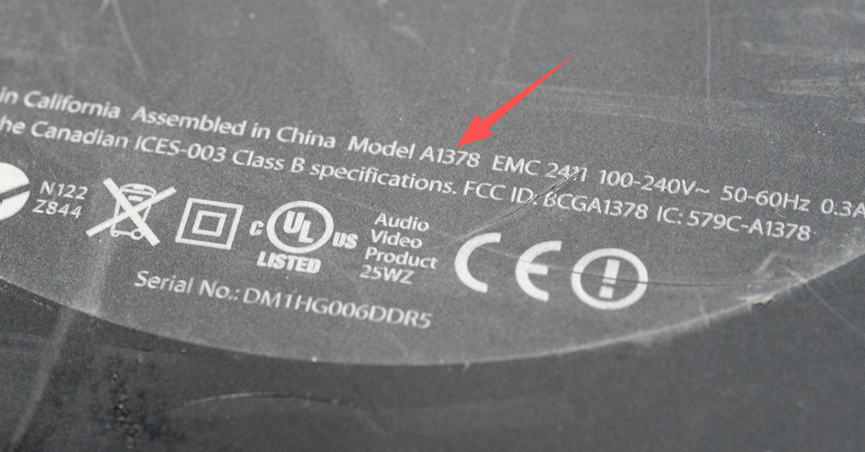 in California Assembled in China Model A1378 EMC 2411 100-240V~ 50-60Hz 0.3A
he Canadian ICES-003 Class B specifications. FCC ID: BCGA1378 IC: 579C-A1378
N122
Z844
C UL US
LISTED
Audio
Video
Product
25WZ
CE
Serial No.: DM1HG006DDR5